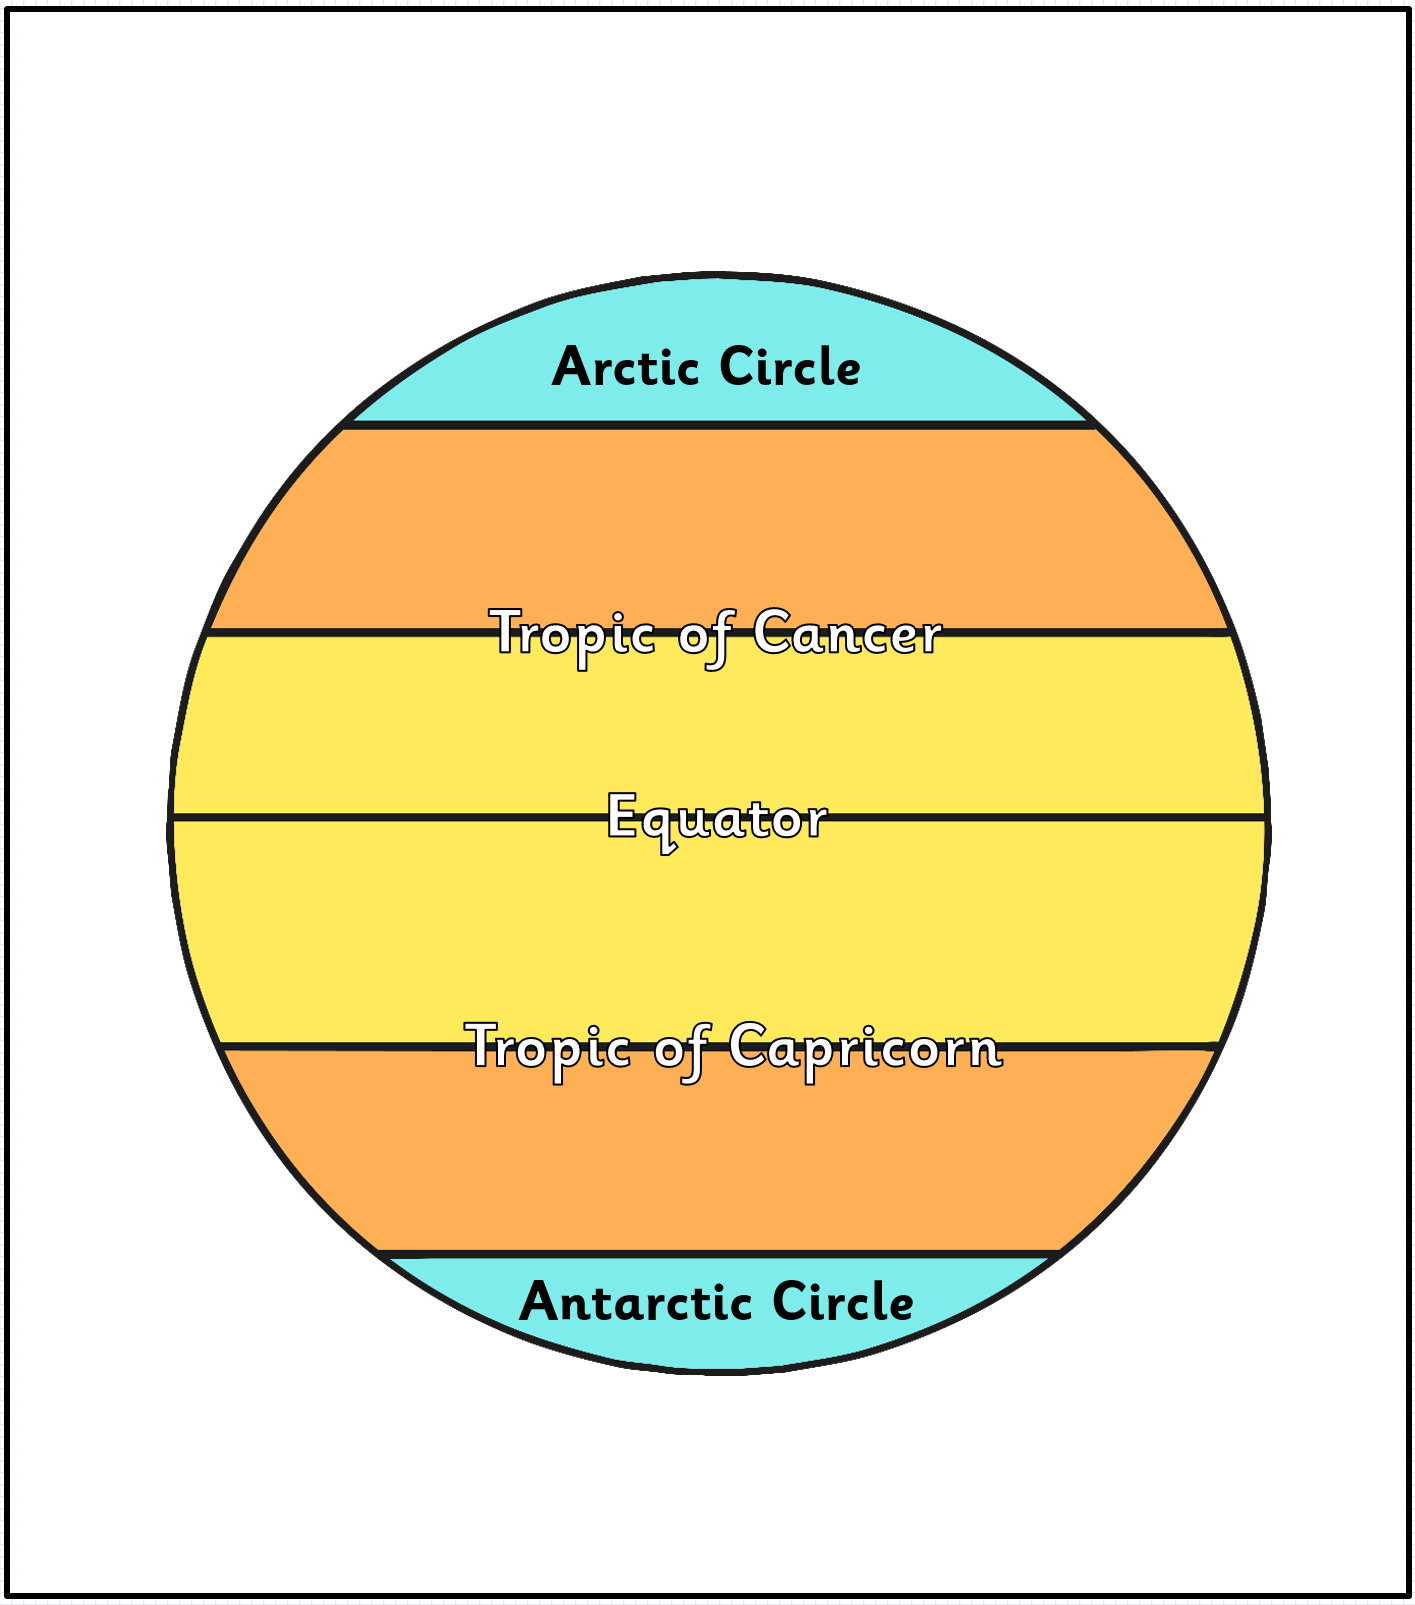 Arctic Circle
Tropic of Cancer
Equator
Tropic of Capricorn
Antarctic Circle